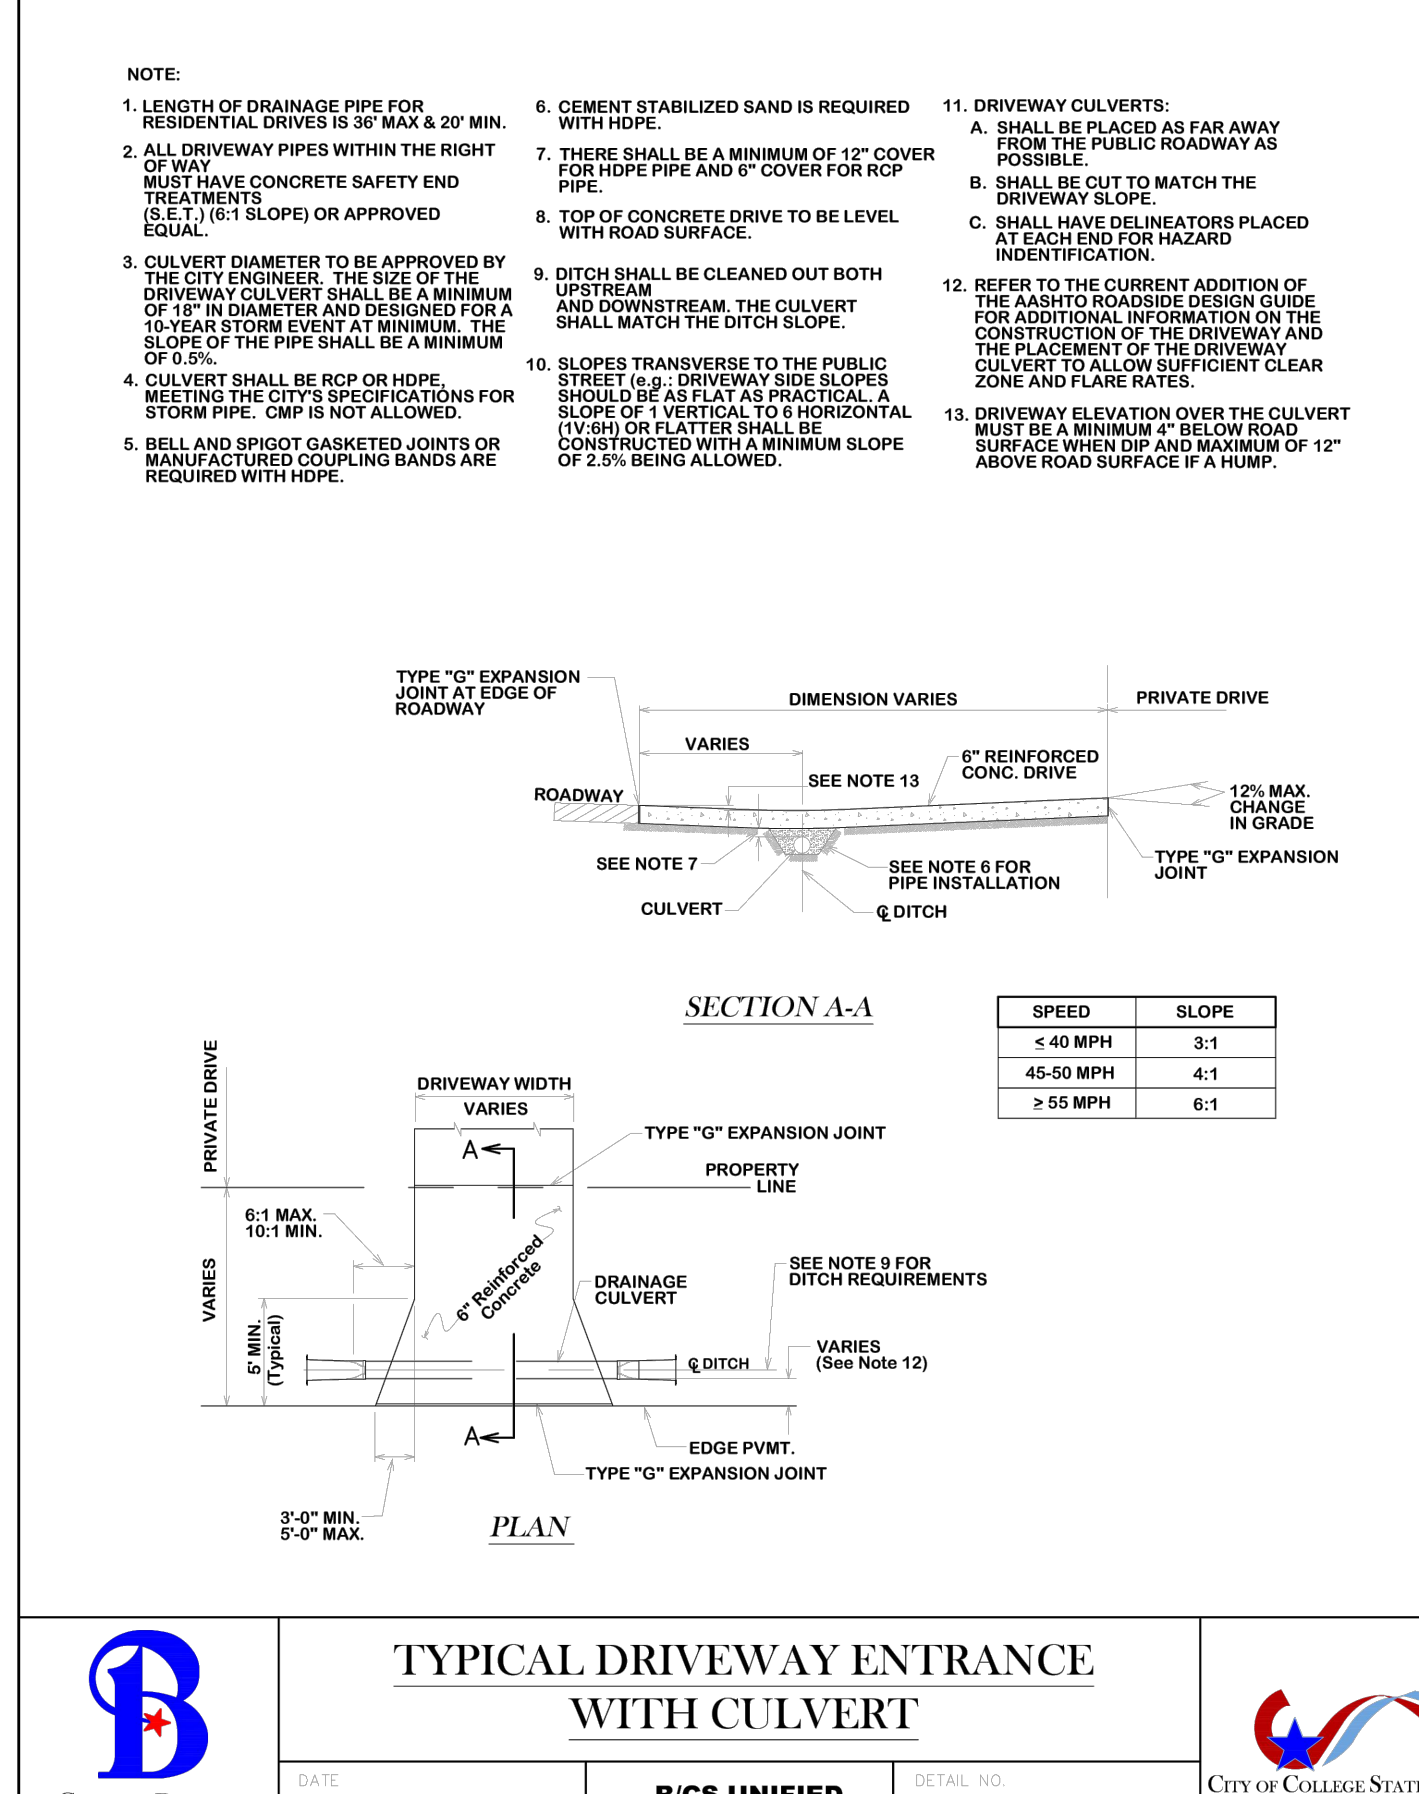 NOTE:
1. LENGTH OF DRAINAGE PIPE FOR
RESIDENTIAL DRIVES IS 36' MAX & 20' MIN.
2. ALL DRIVEWAY PIPES WITHIN THE RIGHT
OF WAY
MUST HAVE CONCRETE SAFETY END
TREATMENTS
(S.E.T.) (6:1 SLOPE) OR APPROVED
EQUAL.
3. CULVERT DIAMETER TO BE APPROVED BY
THE CITY ENGINEER. THE SIZE OF THE
DRIVEWAY CULVERT SHALL BE A MINIMUM
OF 18" IN DIAMETER AND DESIGNED FOR A
10-YEAR STORM EVENT AT MINIMUM. THE
SLOPE OF THE PIPE SHALL BE A MINIMUM
OF 0.5%.
4. CULVERT SHALL BE RCP OR HDPE,
MEETING THE CITY'S SPECIFICATIONS FOR
STORM PIPE. CMP IS NOT ALLOWED.
5. BELL AND SPIGOT GASKETED JOINTS OR
MANUFACTURED COUPLING BANDS ARE
REQUIRED WITH HDPE.
6. CEMENT STABILIZED SAND IS REQUIRED
WITH HDPE.
7. THERE SHALL BE A MINIMUM OF 12" COVER
FOR HDPE PIPE AND 6" COVER FOR RCP
PIPE.
8. TOP OF CONCRETE DRIVE TO BE LEVEL
WITH ROAD SURFACE.
9. DITCH SHALL BE CLEANED OUT BOTH
UPSTREAM
AND DOWNSTREAM. THE CULVERT
SHALL MATCH THE DITCH SLOPE.
10. SLOPES TRANSVERSE TO THE PUBLIC
STREET (e.g.: DRIVEWAY SIDE SLOPES
SHOULD BE AS FLAT AS PRACTICAL. A
SLOPE OF 1 VERTICAL TO 6 HORIZONTAL
(1V:6H) OR FLATTER SHALL BE
CONSTRUCTED WITH A MINIMUM SLOPE
OF 2.5% BEING ALLOWED.
11. DRIVEWAY CULVERTS:
A. SHALL BE PLACED AS FAR AWAY
FROM THE PUBLIC ROADWAY AS
POSSIBLE.
B. SHALL BE CUT TO MATCH THE
DRIVEWAY SLOPE.
C. SHALL HAVE DELINEATORS PLACED
AT EACH END FOR HAZARD
INDENTIFICATION.
12. REFER TO THE CURRENT ADDITION OF
THE AASHTO ROADSIDE DESIGN GUIDE
FOR ADDITIONAL INFORMATION ON THE
CONSTRUCTION OF THE DRIVEWAY AND
THE PLACEMENT OF THE DRIVEWAY
CULVERT TO ALLOW SUFFICIENT CLEAR
ZONE AND FLARE RATES.
13. DRIVEWAY ELEVATION OVER THE CULVERT
MUST BE A MINIMUM 4" BELOW ROAD
SURFACE WHEN DIP AND MAXIMUM OF 12"
ABOVE ROAD SURFACE IF A HUMP.
TYPE "G" EXPANSION
JOINT AT EDGE OF
ROADWAY
DIMENSION VARIES
PRIVATE DRIVE
VARIES
6" REINFORCED
CONC. DRIVE
SEE NOTE 13
ROADWAY
12% MAX.
CHANGE
IN GRADE
SEE NOTE 7
SEE NOTE 6 FOR
PIPE INSTALLATION
TYPE "G" EXPANSION
JOINT
CULVERT
℄ DITCH
SECTION A-A
SPEED SLOPE
≤ 40 MPH 3:1
45-50 MPH 4:1
≥ 55 MPH 6:1
PRIVATE DRIVE
DRIVEWAY WIDTH
VARIES
TYPE "G" EXPANSION JOINT
A
PROPERTY
LINE
6:1 MAX.
10:1 MIN.
VARIES
6" Reinforced
Concrete
DRAINAGE
CULVERT
SEE NOTE 9 FOR
DITCH REQUIREMENTS
5' MIN.
(Typical)
℄ DITCH
VARIES
(See Note 12)
A
EDGE PVMT.
TYPE "G" EXPANSION JOINT
3'-0" MIN.
5'-0" MAX.
PLAN
B
TYPICAL DRIVEWAY ENTRANCE
WITH CULVERT
DATE
B/CS UNIFIED
DETAIL NO.
CITY OF COLLEGE STATI